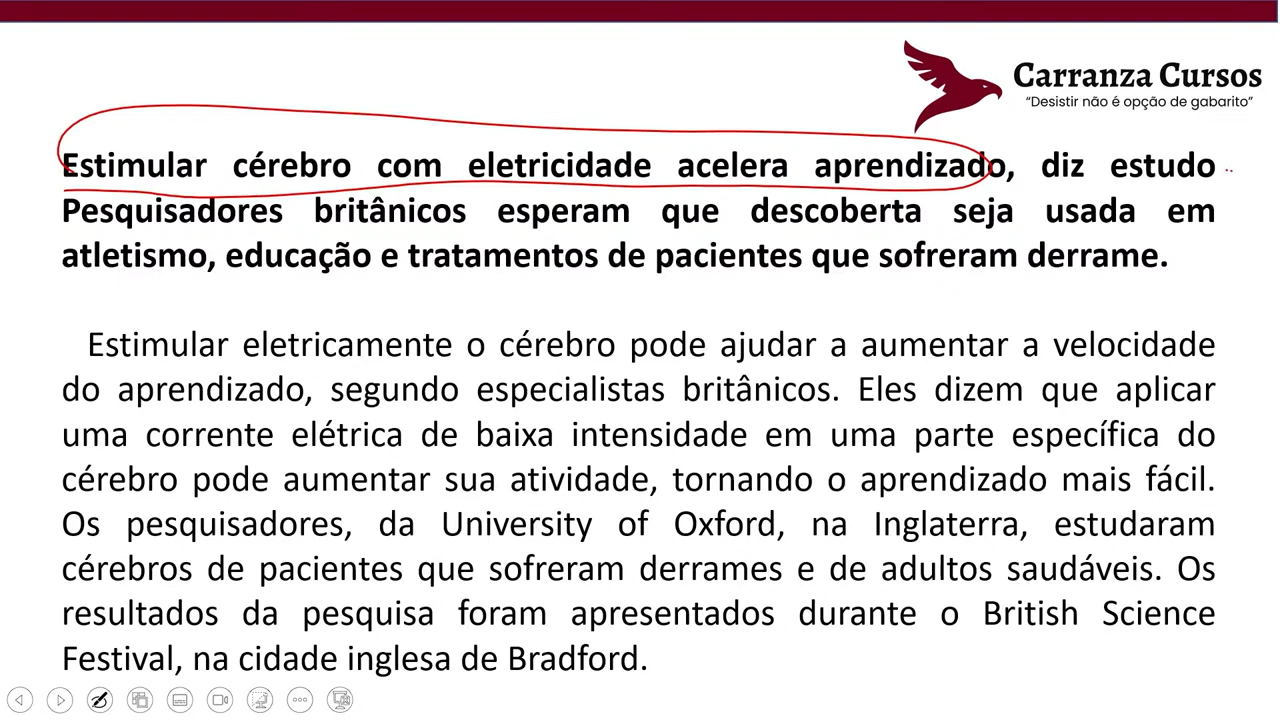 Carranza Cursos
“Desistir não é opção de gabarito”
Estimular cérebro com eletricidade acelera aprendizado, diz estudo
Pesquisadores britânicos esperam que descoberta seja usada em
atletismo, educação e tratamentos de pacientes que sofreram derrame.
Estimular eletricamente o cérebro pode ajudar a aumentar a velocidade
do aprendizado, segundo especialistas britânicos. Eles dizem que aplicar
uma corrente elétrica de baixa intensidade em uma parte específica do
cérebro pode aumentar sua atividade, tornando o aprendizado mais fácil.
Os pesquisadores, da University of Oxford, na Inglaterra, estudaram
cérebros de pacientes que sofreram derrames e de adultos saudáveis. Os
resultados da pesquisa foram apresentados durante o British Science
Festival, na cidade inglesa de Bradford.